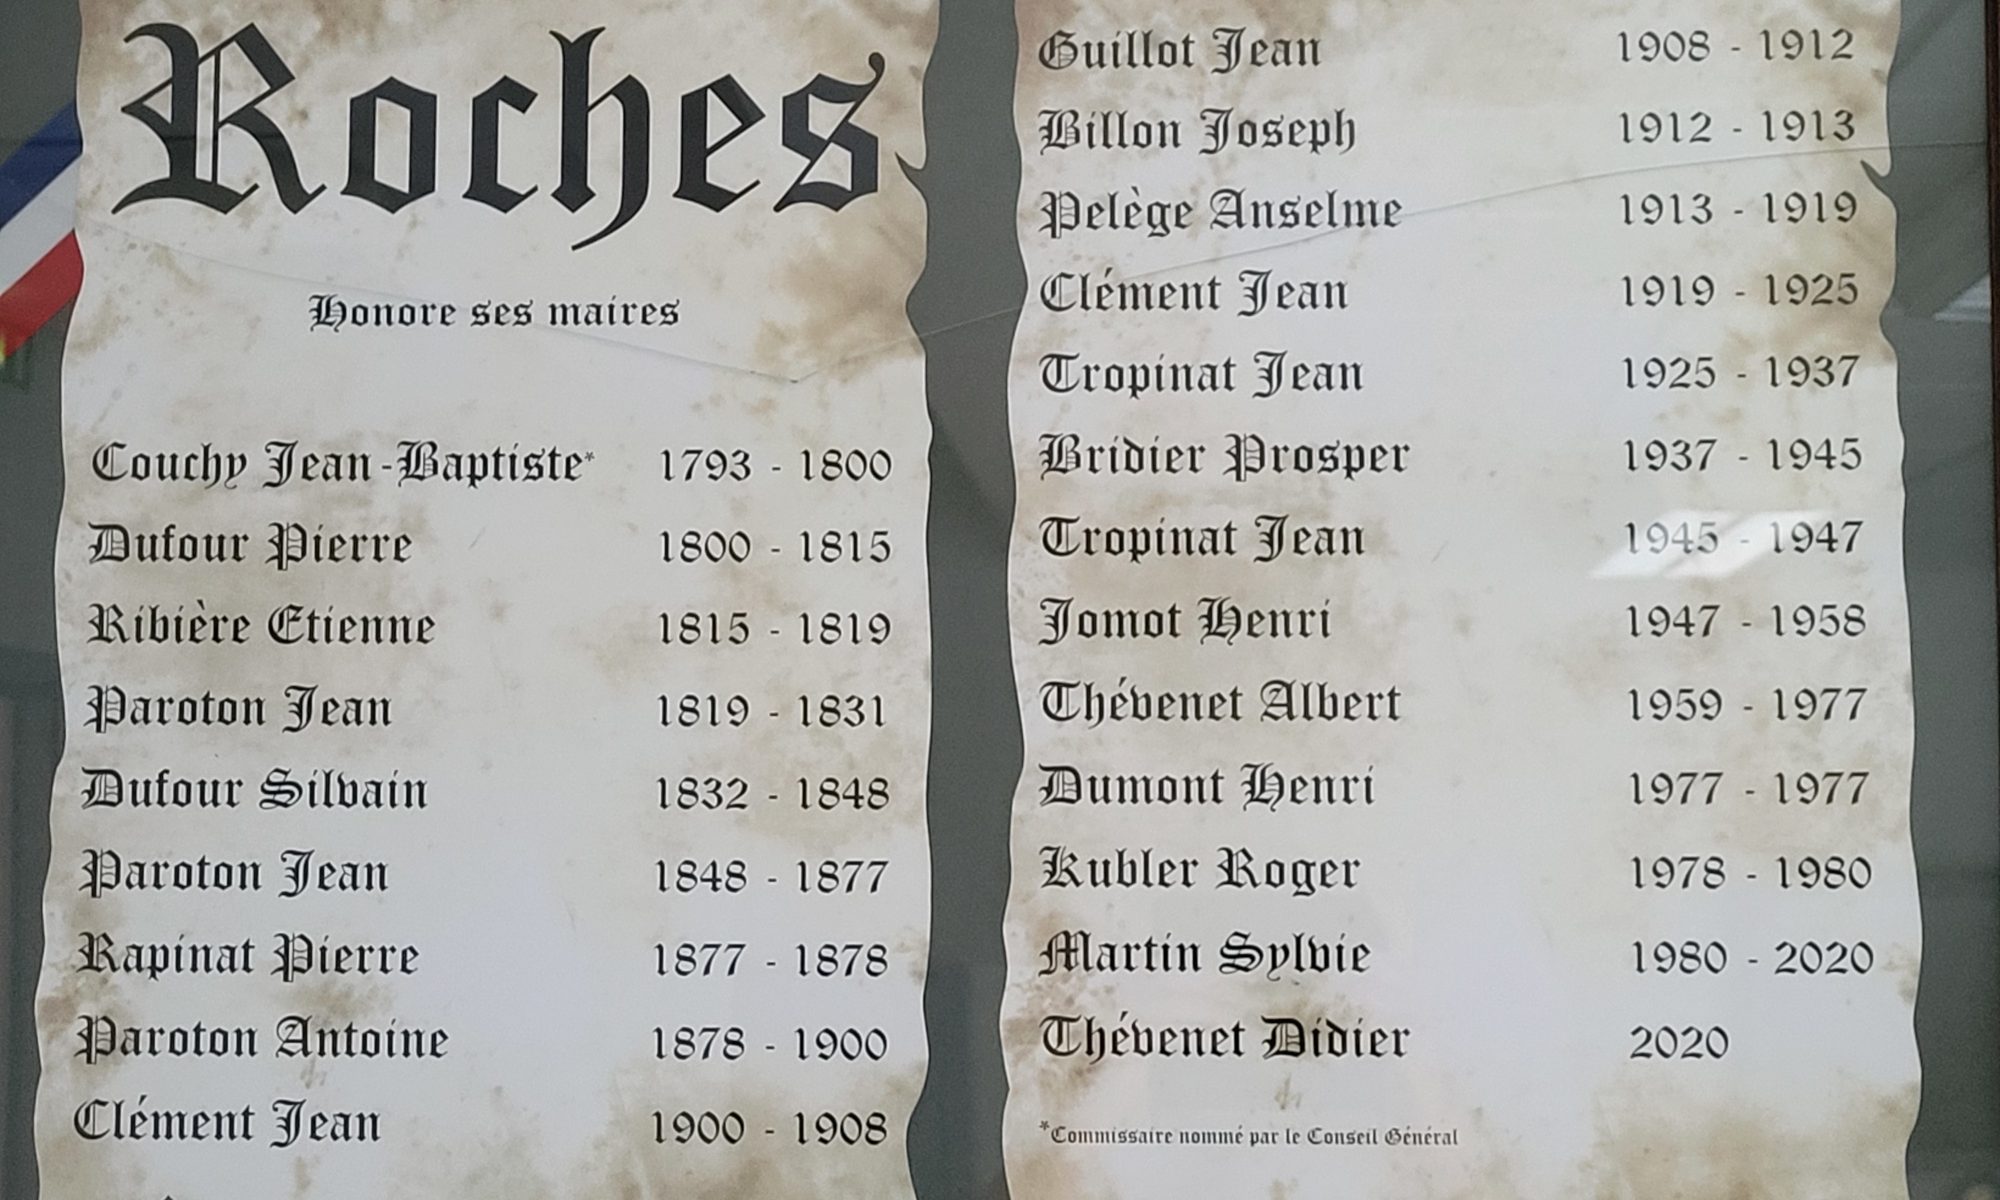 Roches
Honore ses maires
Couchy Jean-Baptiste* 1793 - 1800
Dufour Pierre 1800 - 1815
Ribière Etienne 1815 - 1819
Paroton Jean 1819 - 1831
Dufour Silvain 1832 - 1848
Paroton Jean 1848 - 1877
Rapinat Pierre 1877 - 1878
Paroton Antoine 1878 - 1900
Clément Jean 1900 - 1908
Guillot Jean 1908 - 1912
Billon Joseph 1912 - 1913
Pelège Anselme 1913 - 1919
Clément Jean 1919 - 1925
Tropinat Jean 1925 - 1937
Bridier Prosper 1937 - 1945
Tropinat Jean 1945 - 1947
Jomot Henri 1947 - 1958
Thévenet Albert 1959 - 1977
Dumont Henri 1977 - 1977
Kubler Roger 1978 - 1980
Martin Sylvie 1980 - 2020
Thévenet Didier 2020
*Commissaire nommé par le Conseil Général